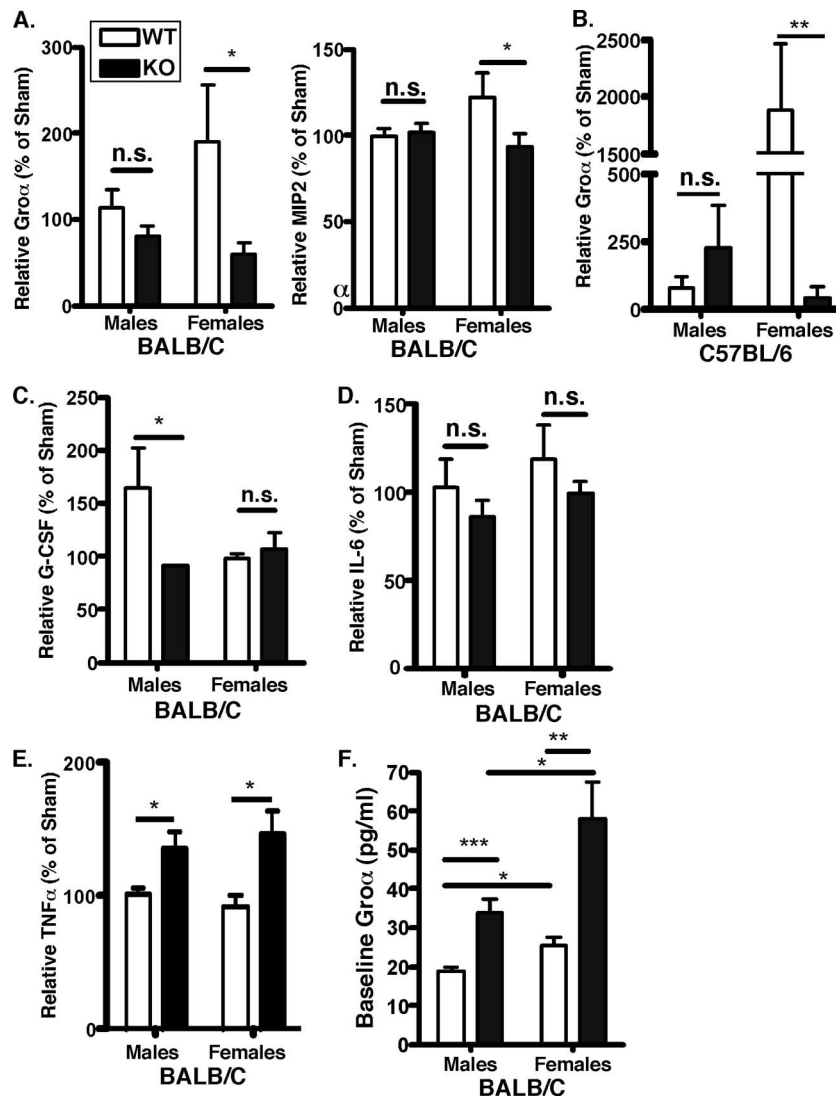 A.
WT
KO
Relative Groα (% of Sham)
300
200
100
0
n.s.
*
Males
Females
BALB/C
Relative MIP2 (% of Sham)
150
100
50
0
α
n.s.
*
Males
Females
BALB/C
B.
Relative Groα (% of Sham)
2500
2000
1500
500
250
0
n.s.
**
Males
Females
C57BL/6
C.
Relative G-CSF (% of Sham)
250
200
150
100
50
0
*
n.s.
Males
Females
BALB/C
D.
Relative IL-6 (% of Sham)
150
100
50
0
n.s.
n.s.
Males
Females
BALB/C
E.
Relative TNFα (% of Sham)
200
100
0
*
*
Males
Females
BALB/C
F.
Baseline Groα (pg/ml)
70
60
50
40
30
20
10
0
***
*
*
**
Males
Females
BALB/C